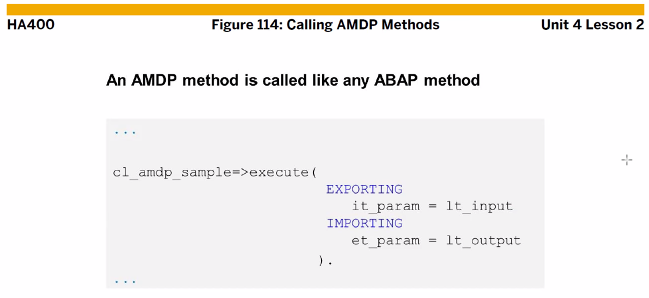 HA400 Figure 114: Calling AMDP Methods Unit 4 Lesson 2
An AMDP method is called like any ABAP method
...
cl_amdp_sample=>execute(
EXPORTING
it_param = lt_input
IMPORTING
et_param = lt_output
).
...